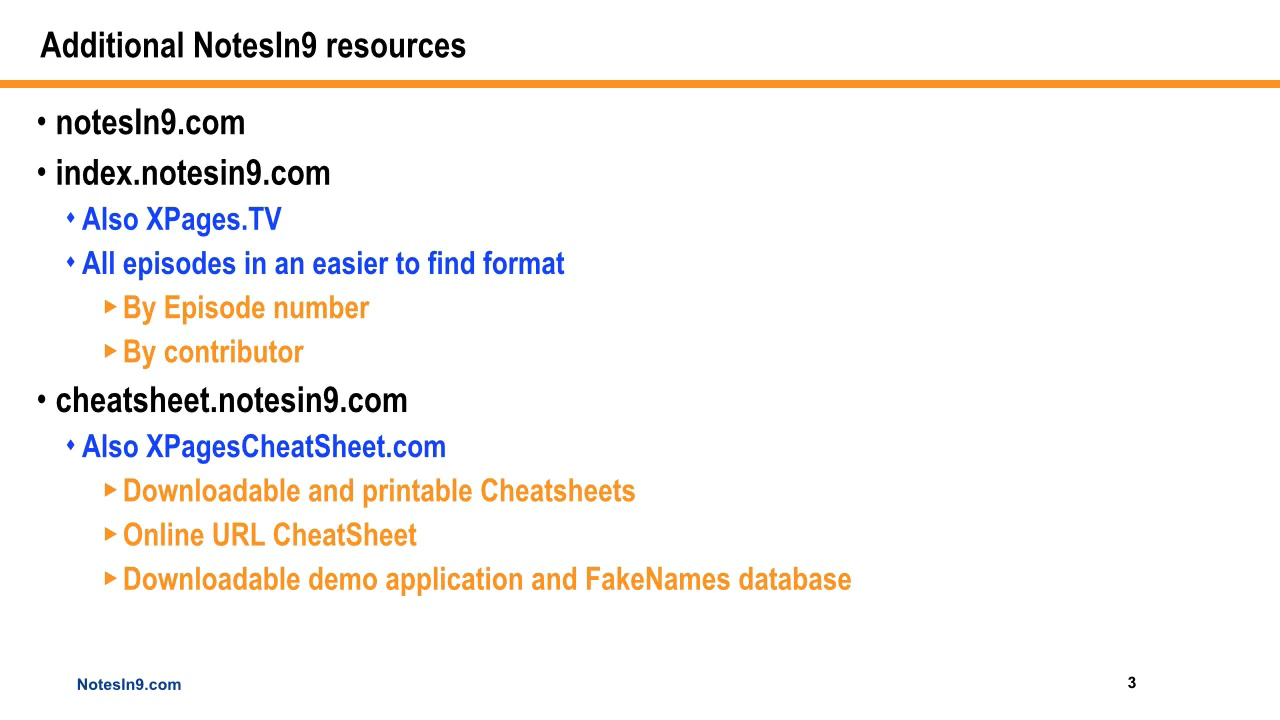 Additional NotesIn9 resources
• notesIn9.com
• index.notesin9.com
♦ Also XPages.TV
♦ All episodes in an easier to find format
► By Episode number
► By contributor
• cheatsheet.notesin9.com
♦ Also XPagesCheatSheet.com
► Downloadable and printable Cheatsheets
► Online URL CheatSheet
► Downloadable demo application and FakeNames database
NotesIn9.com
3